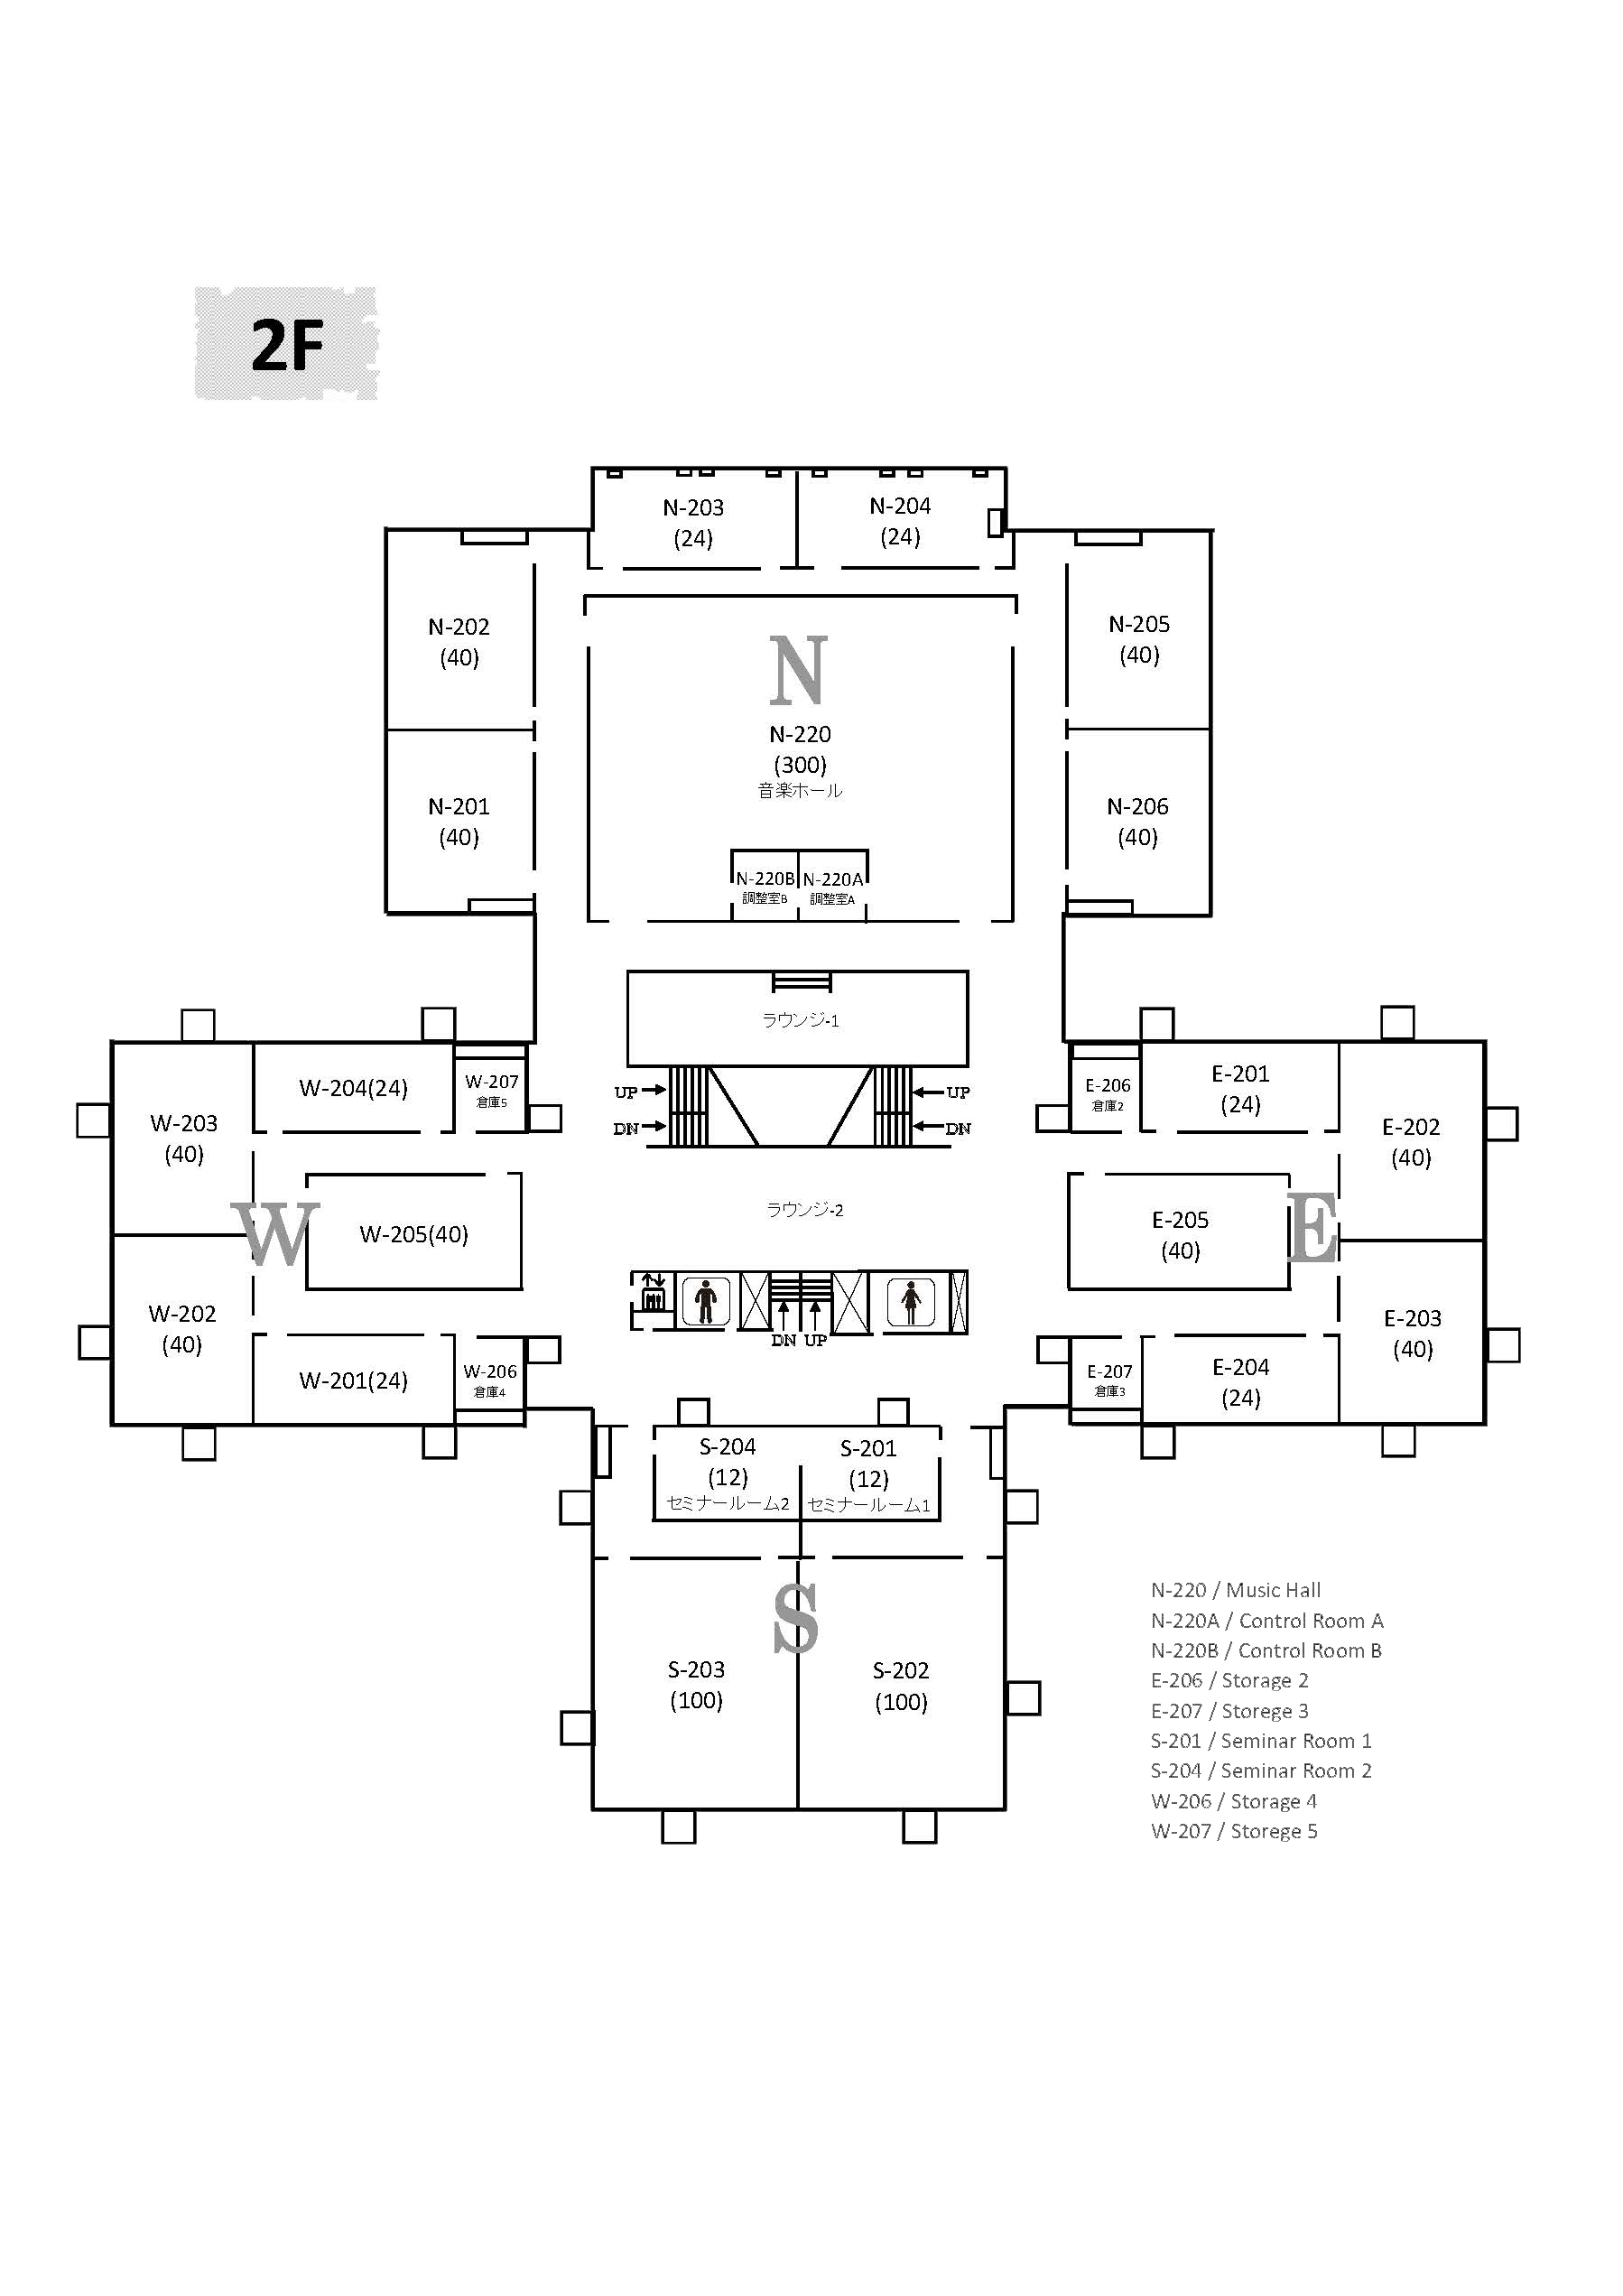 2F
N-203
(24)
N-204
(24)
N-202
(40)
N-205
(40)
N
N-220
(300)
音楽ホール
N-201
(40)
N-206
(40)
N-220B
調整室B
N-220A
調整室A
ラウンジ-1
W-204(24)
W-207
倉庫5
UP
UP
E-206
倉庫2
E-201
(24)
W-203
(40)
DN
DN
E-202
(40)
W
W-205(40)
ラウンジ-2
E-205
(40)
E
W-202
(40)
DN
UP
E-203
(40)
W-201(24)
W-206
倉庫4
E-207
倉庫3
E-204
(24)
S-204
(12)
セミナールーム2
S-201
(12)
セミナールーム1
S
S-203
(100)
S-202
(100)
N-220 / Music Hall
N-220A / Control Room A
N-220B / Control Room B
E-206 / Storage 2
E-207 / Storege 3
S-201 / Seminar Room 1
S-204 / Seminar Room 2
W-206 / Storage 4
W-207 / Storege 5